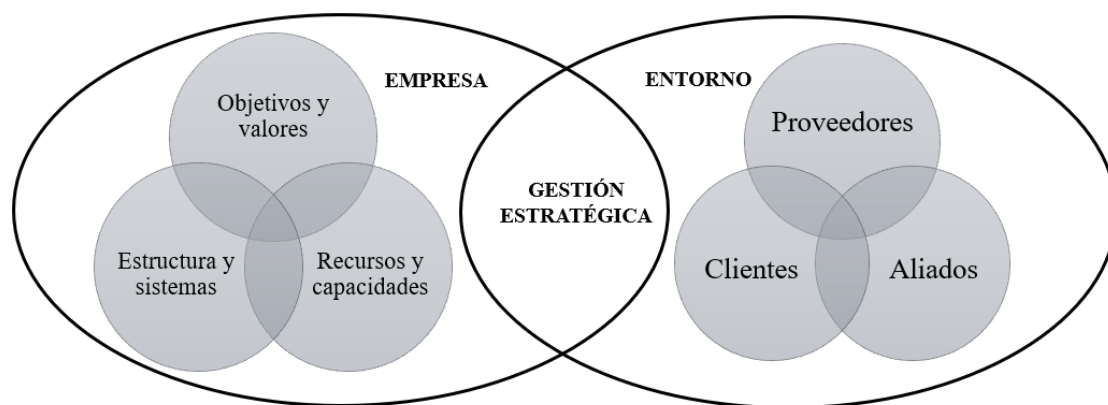 EMPRESA
Objetivos y
valores
Estructura y
sistemas
Recursos y
capacidades
GESTIÓN
ESTRATÉGICA
ENTORNO
Proveedores
Clientes
Aliados